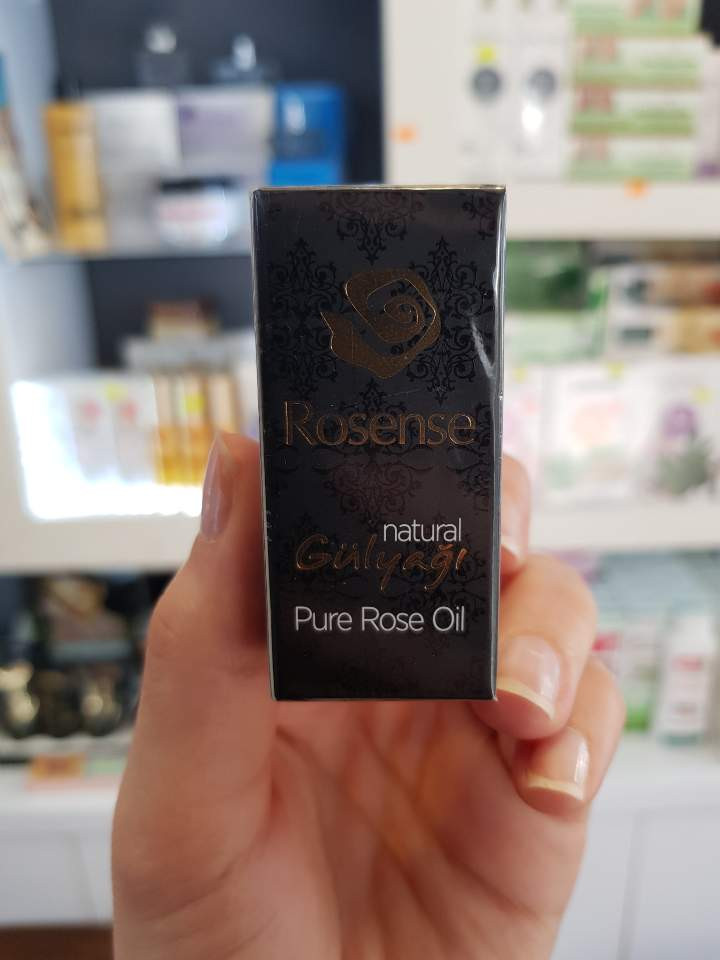 Rosense
natural
Gülyağı
Pure Rose Oil